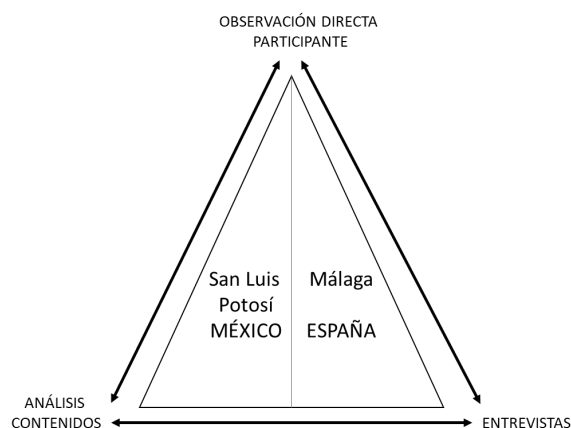 OBSERVACIÓN DIRECTA
PARTICIPANTE
San Luis
Potosí
MÉXICO
Málaga
ESPAÑA
ANÁLISIS
CONTENIDOS
ENTREVISTAS